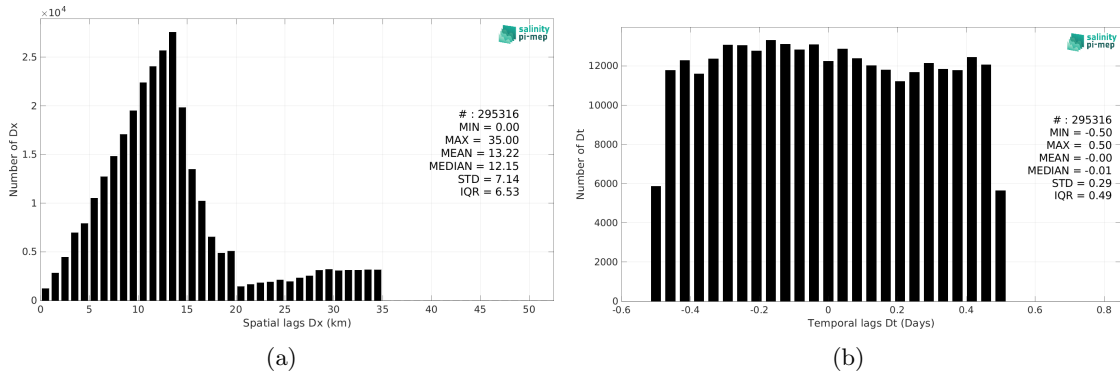 ×10⁴
salinity
pi-mep
2.5
2
1.5
1
0.5
0
Number of Dx
# : 295316
MIN = 0.00
MAX = 35.00
MEAN = 13.22
MEDIAN = 12.15
STD = 7.14
IQR = 6.53
0 5 10 15 20 25 30 35 40 45 50
Spatial lags Dx (km)
(a)
salinity
pi-mep
12000
10000
8000
6000
4000
2000
0
Number of Dt
# : 295316
MIN = -0.50
MAX = 0.50
MEAN = -0.00
MEDIAN = -0.01
STD = 0.29
IQR = 0.49
-0.6 -0.4 -0.2 0 0.2 0.4 0.6 0.8
Temporal lags Dt (Days)
(b)